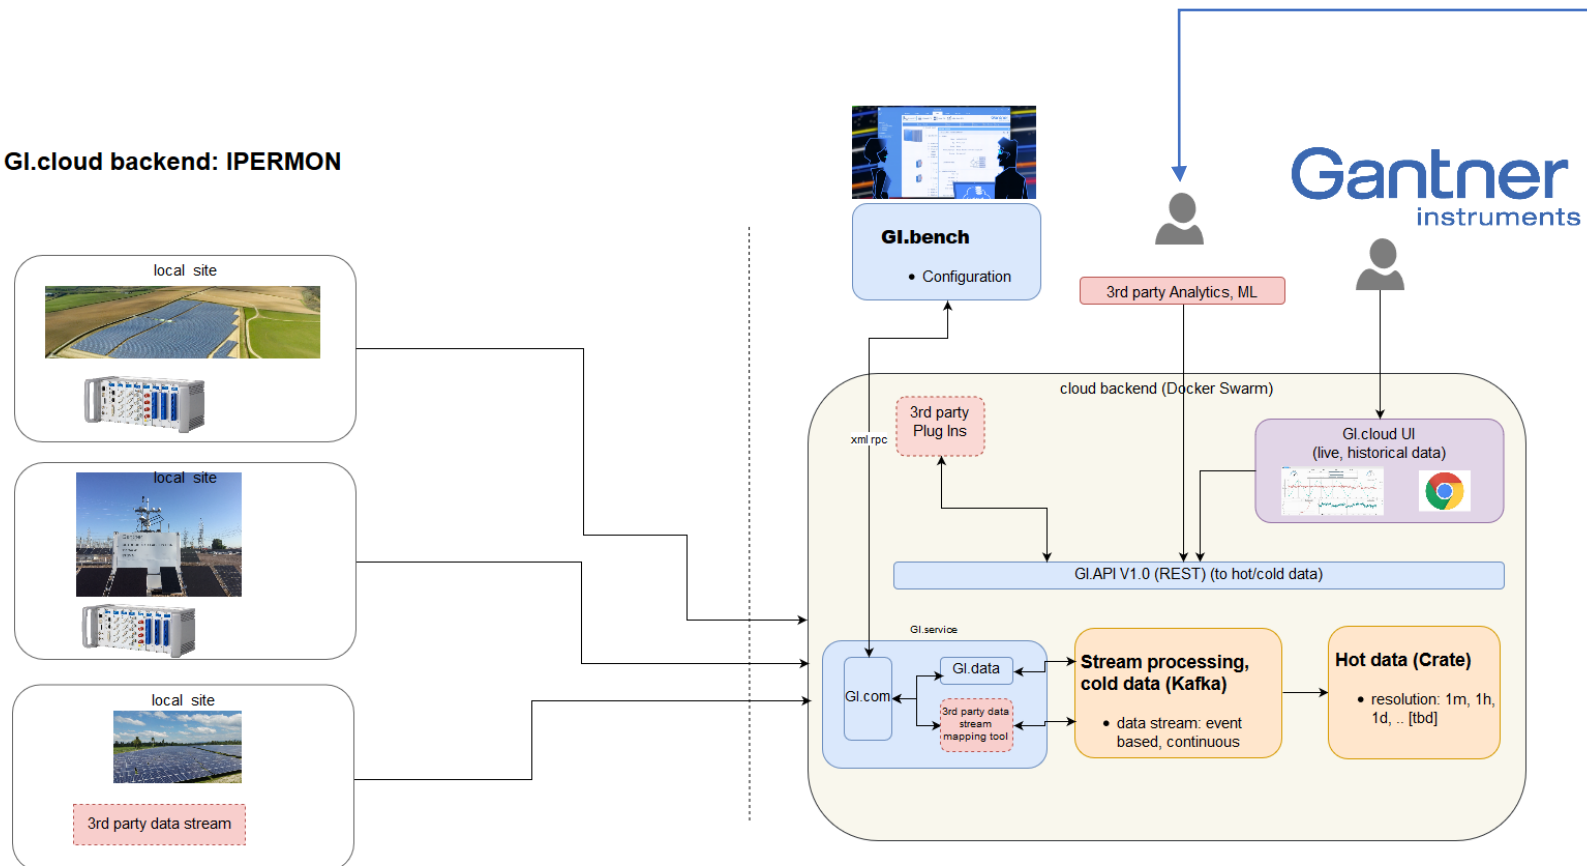 GI.cloud backend: IPERMON
Gantner
instruments
GI.bench
• Configuration
3rd party Analytics, ML
local site
local site
Gantner
local site
3rd party data stream
cloud backend (Docker Swarm)
3rd party
Plug Ins
xml rpc
GI.cloud UI
(live, historical data)
GI.API V1.0 (REST) (to hot/cold data)
GI.service
GI.com
GI.data
3rd party data
stream
mapping tool
Stream processing,
cold data (Kafka)
• data stream: event
based, continuous
Hot data (Crate)
• resolution: 1m, 1h,
1d, .. [tbd]